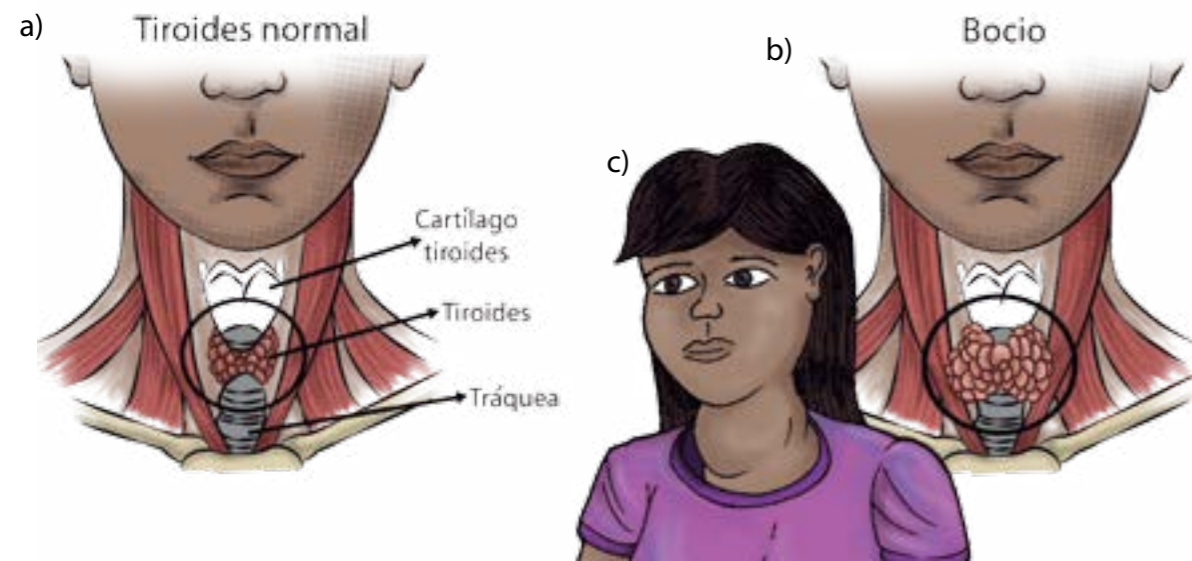 a)
Tiroides normal
b)
Bocio
c)
Cartílago
tiroides
Tiroides
Tráquea